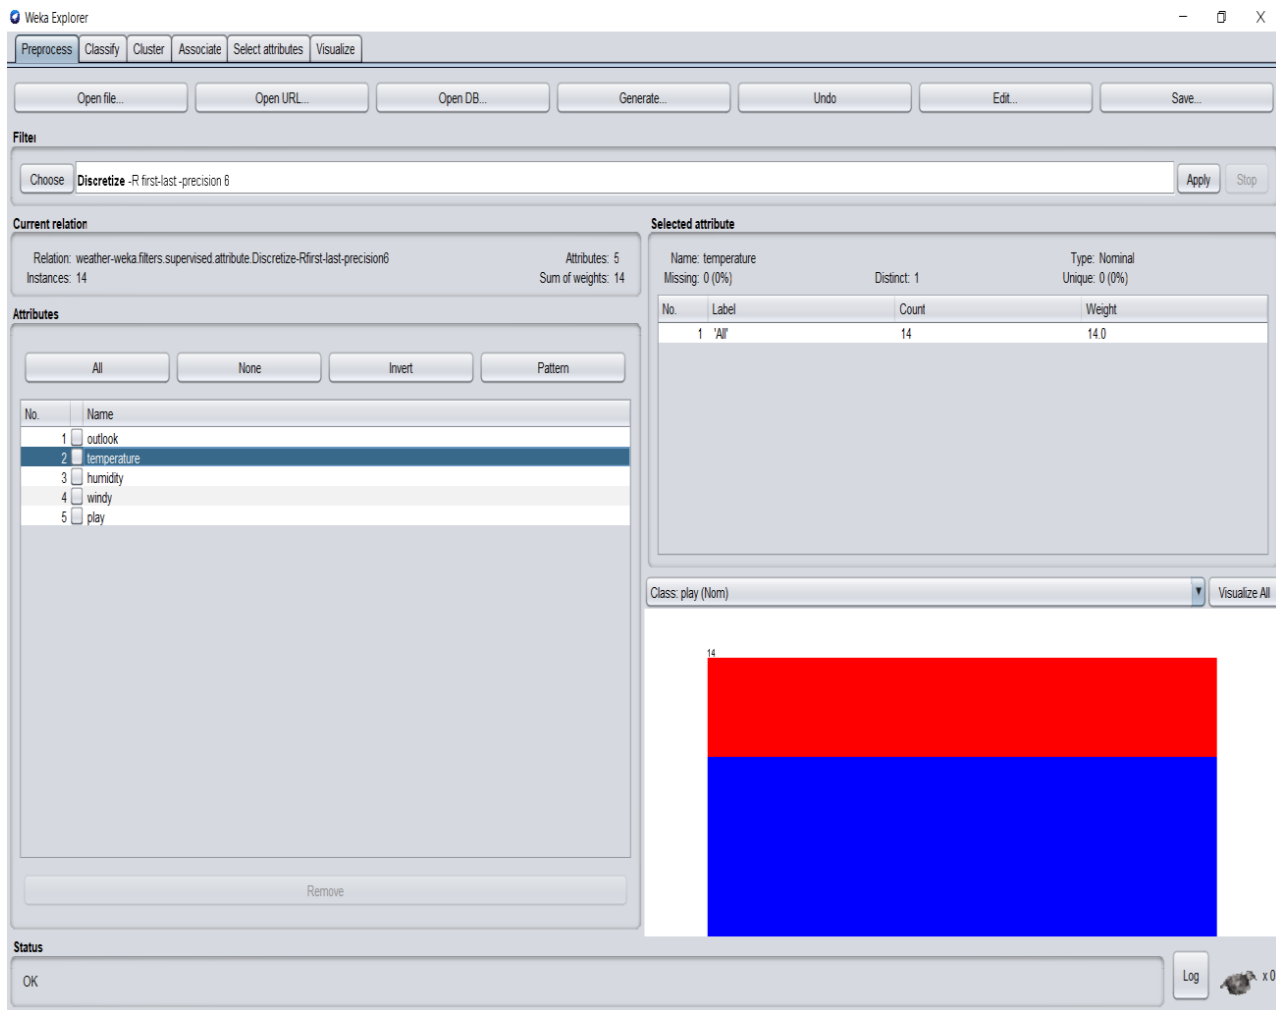 Weka Explorer
Preprocess Classify Cluster Associate Select attributes Visualize
Open file... Open URL... Open DB... Generate... Undo Edit... Save...
Filter
Choose Discretize -R first-last -precision 6 Apply Stop
Current relation
Relation: weather-weka.filters.supervised.attribute.Discretize-Rfirst-last-precision6 Attributes: 5
Instances: 14 Sum of weights: 14
Attributes
All None Invert Pattern
No. Name
1 outlook
2 temperature
3 humidity
4 windy
5 play
Remove
Selected attribute
Name: temperature Type: Nominal
Missing: 0 (0%) Distinct: 1 Unique: 0 (0%)
No. Label Count Weight
1 'All' 14 14.0
Class: play (Nom) Visualize All
14
Status
OK Log x 0